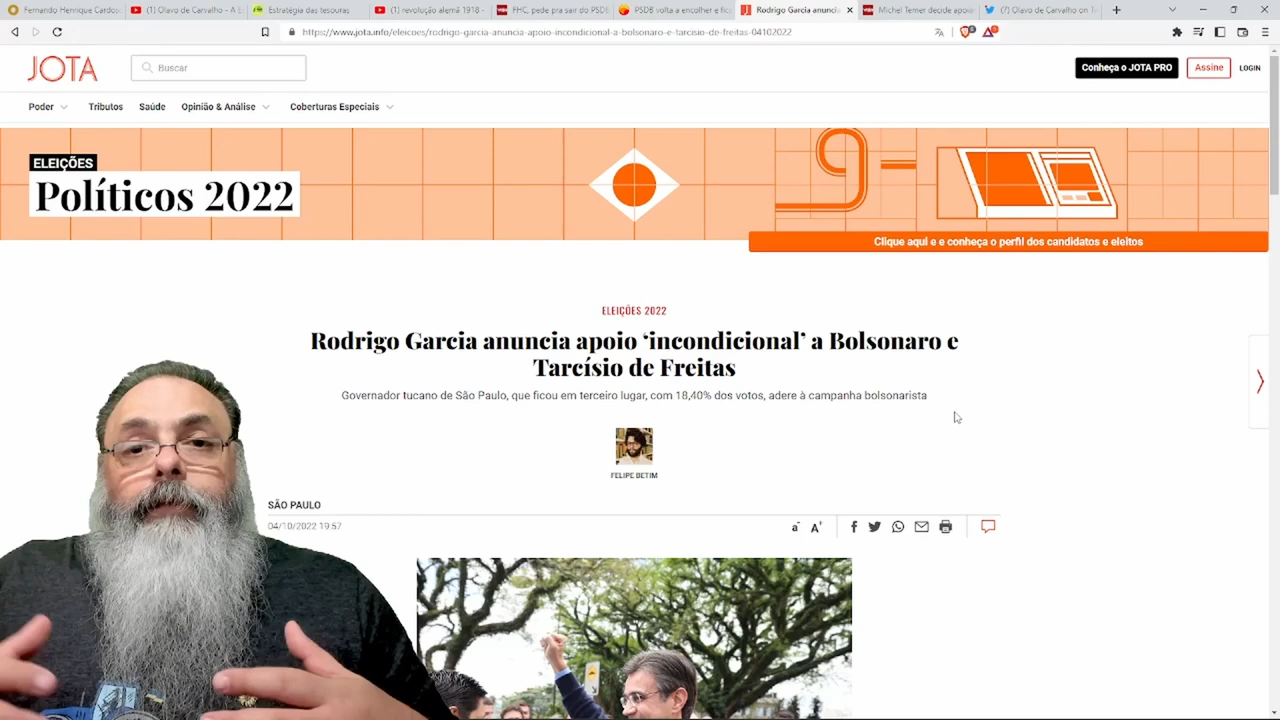 Fernando Henrique Cardos
(1) Olavo de Carvalho - A E
Estratégia das tesouras
(1) revolução alemã 1918 -
FHC, pede pra sair do PSDB
PSDB volta a encolher e fic
Rodrigo Garcia anuncia
Michel Temer decide apoi
(?) Olavo de Carvalho on T
https://www.jota.info/eleicoes/rodrigo-garcia-anuncia-apoio-incondicional-a-bolsonaro-e-tarcisio-de-freitas-04102022
JOTA
Buscar
Conheça o JOTA PRO
Assine
LOGIN
Poder
Tributos
Saúde
Opinião & Análise
Coberturas Especiais
ELEIÇÕES
Políticos 2022
Clique aqui e e conheça o perfil dos candidatos e eleitos
ELEIÇÕES 2022
Rodrigo Garcia anuncia apoio ‘incondicional’ a Bolsonaro e
Tarcísio de Freitas
Governador tucano de São Paulo, que ficou em terceiro lugar, com 18,40% dos votos, adere à campanha bolsonarista
FELIPE BETIM
SÃO PAULO
04/10/2022 19:57
a- A+